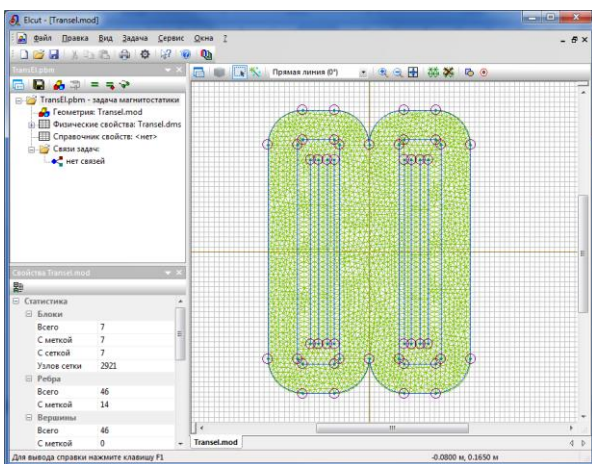 Elcut - [Transel.mod]
Файл Правка Вид Задача Сервис Окна ?
TransEl.pbm
Прямая линия (0°)
TransEl.pbm - задача магнитостатики
Геометрия: Transel.mod
Физические свойства: Transel.dms
Справочник свойств: <нет>
Связи задач:
нет связей
Свойства Transel.mod
Статистика
Блоки
Всего 7
С меткой 7
С сеткой 7
Узлов сетки 2921
Ребра
Всего 46
С меткой 14
Вершины
Всего 46
С меткой 0
Transel.mod
Для вывода справки нажмите клавишу F1
-0.0800 м, 0.1650 м